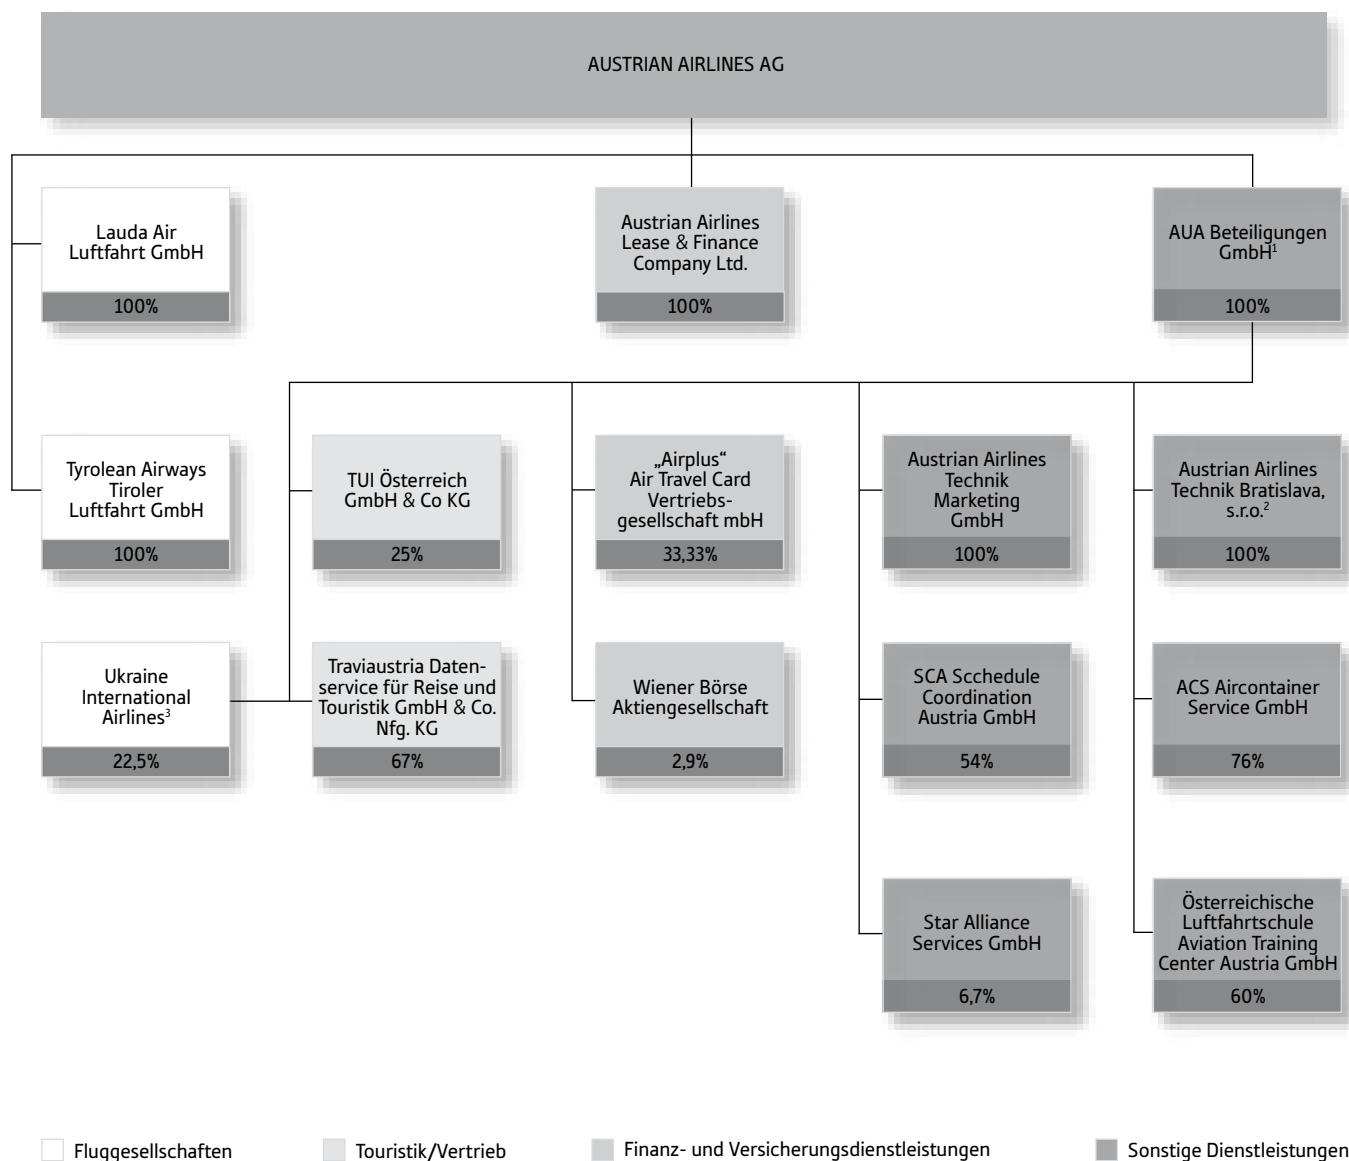 AUSTRIAN AIRLINES AG
Lauda Air
Luftfahrt GmbH
100%
Austrian Airlines
Lease & Finance
Company Ltd.
100%
AUA Beteiligungen
GmbH¹
100%
Tyrolean Airways
Tiroler
Luftfahrt GmbH
100%
TUI Österreich
GmbH & Co KG
25%
„Airplus“
Air Travel Card
Vertriebs-
gesellschaft mbH
33,33%
Austrian Airlines
Technik
Marketing
GmbH
100%
Austrian Airlines
Technik Bratislava,
s.r.o.²
100%
Ukraine
International
Airlines³
22,5%
Traviaustria Daten-
service für Reise und
Touristik GmbH & Co.
Nfg. KG
67%
Wiener Börse
Aktiengesellschaft
2,9%
SCA Scchedule
Coordination
Austria GmbH
54%
ACS Aircontainer
Service GmbH
76%
Star Alliance
Services GmbH
6,7%
Österreichische
Luftfahrtschule
Aviation Training
Center Austria GmbH
60%
Fluggesellschaften
Touristik/Vertrieb
Finanz- und Versicherungsdienstleistungen
Sonstige Dienstleistungen